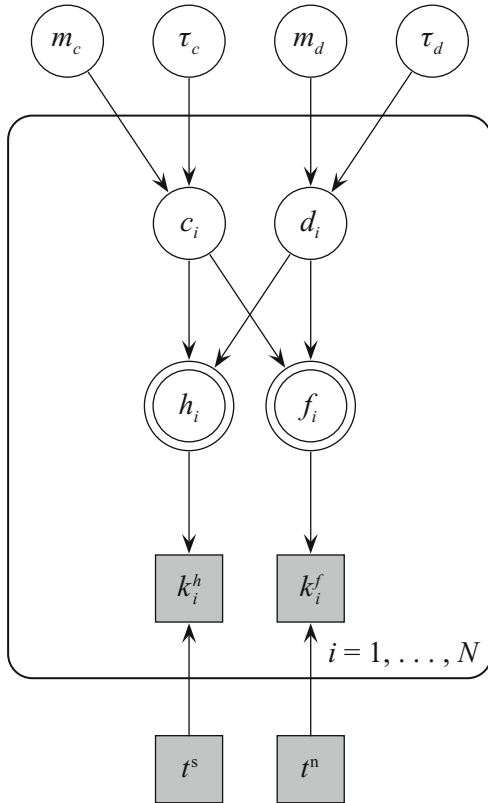 m_c τ_c m_d τ_d
c_i d_i
h_i f_i
k_i^h k_i^f
i = 1, . . . , N
t^s t^n